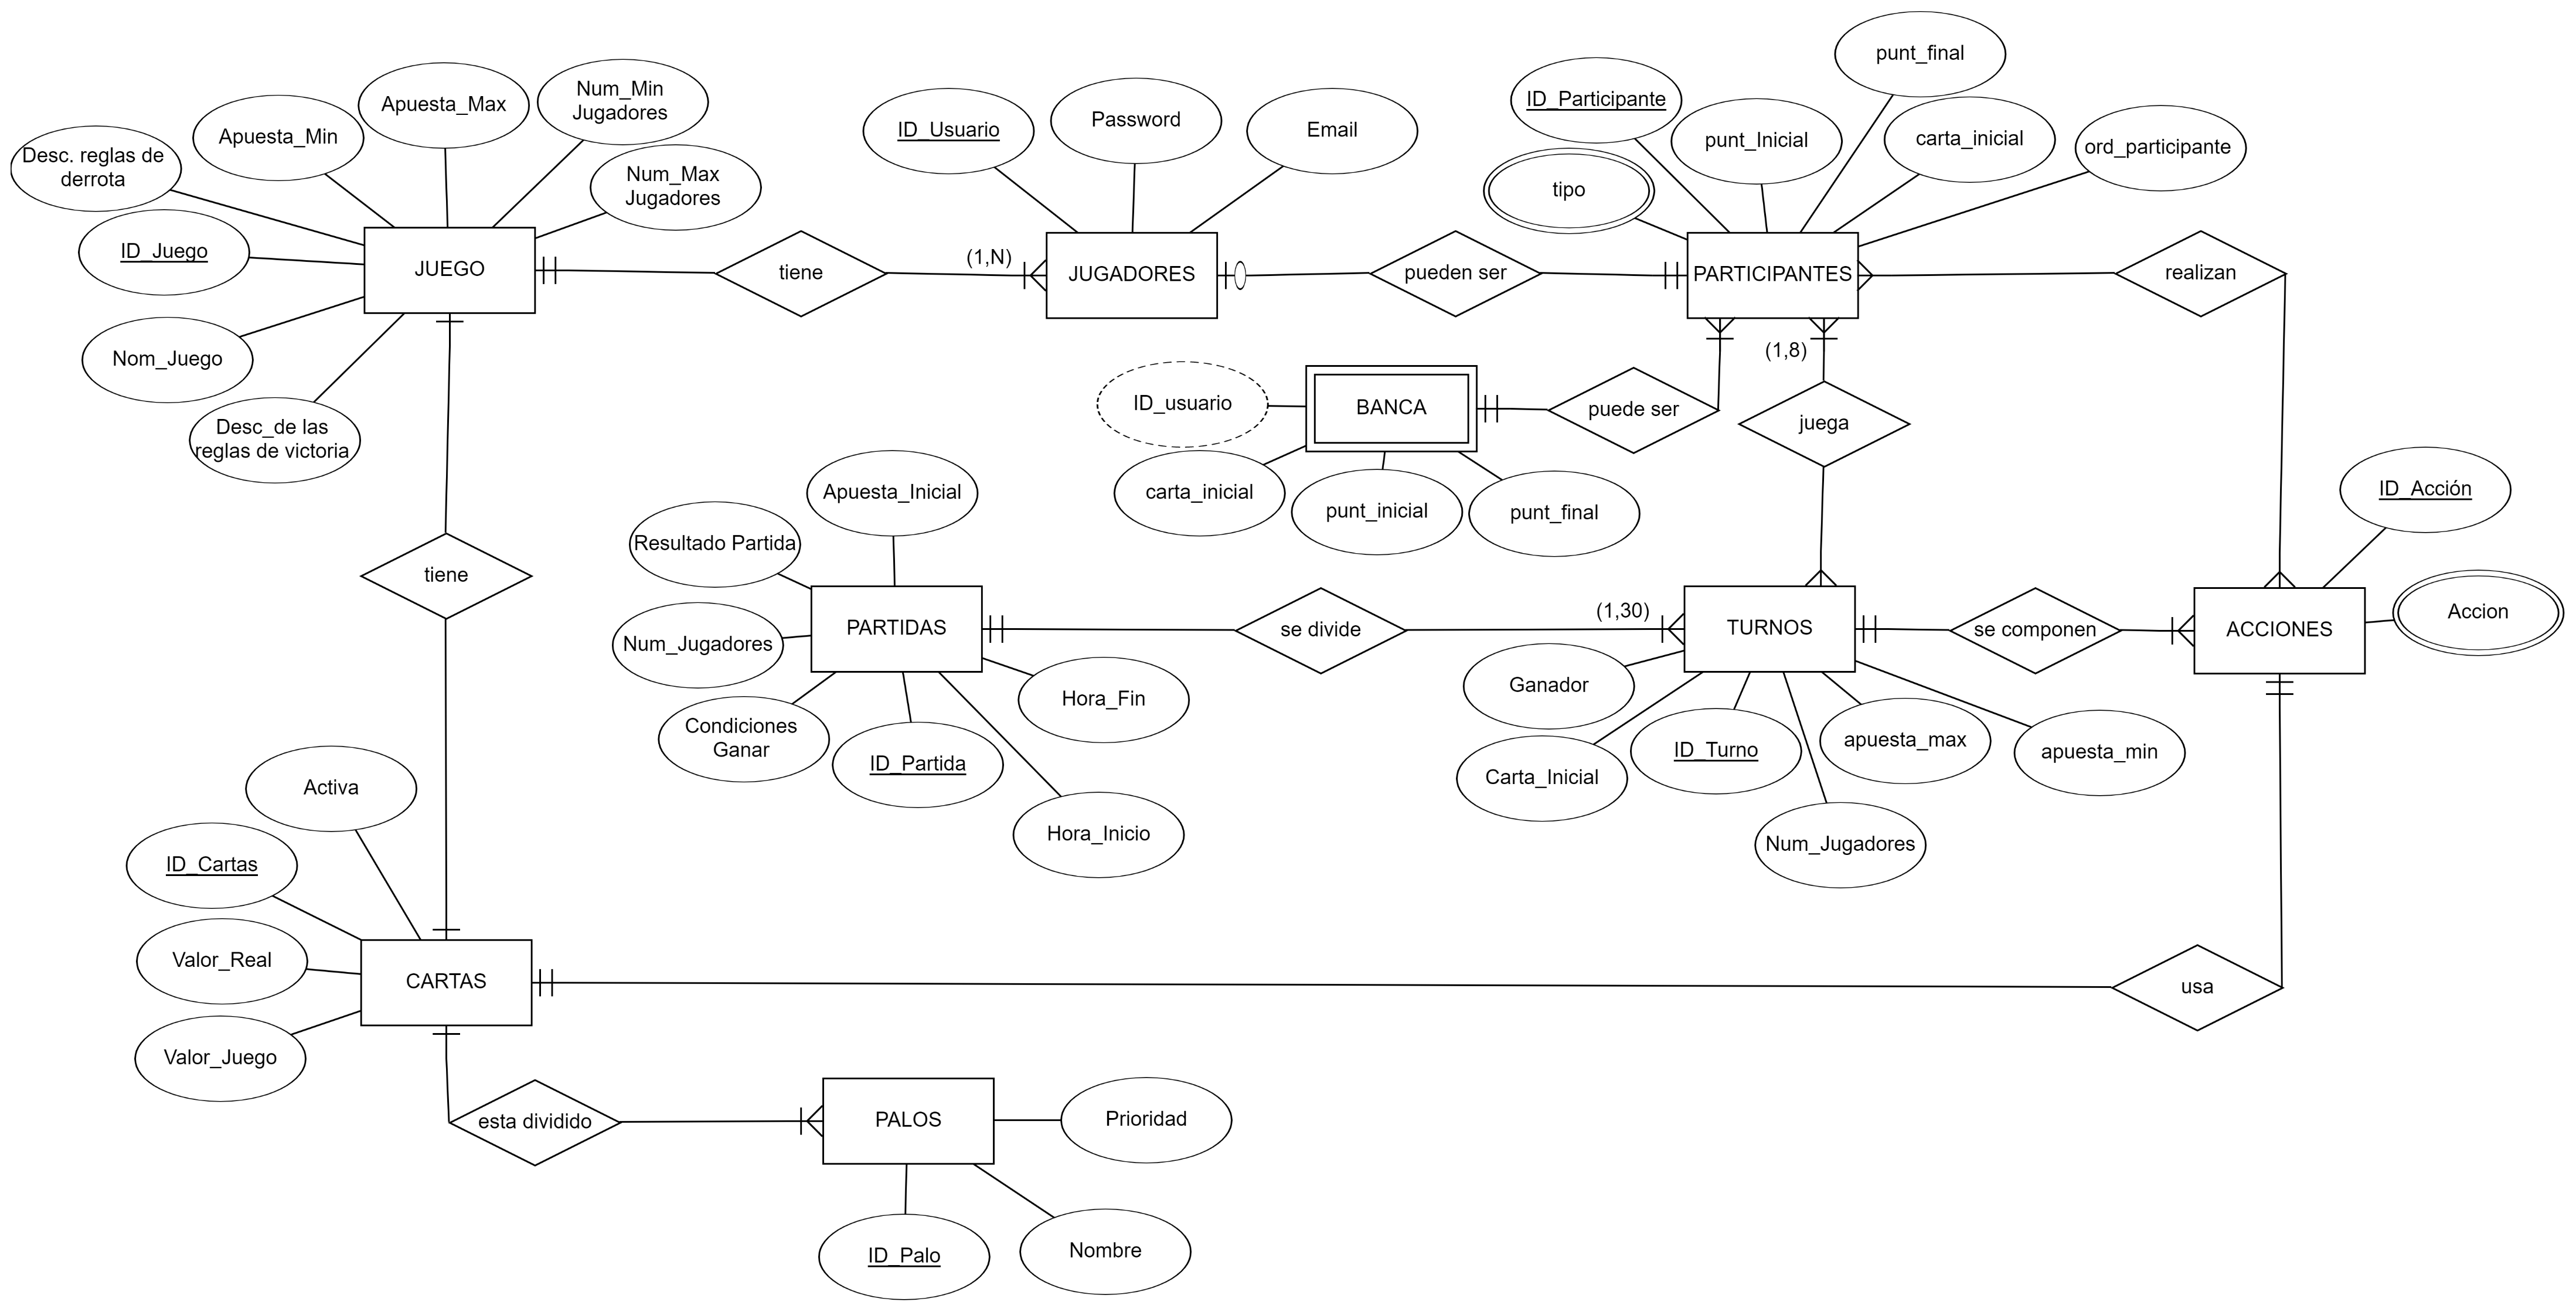 punt_final
Num_Min
Jugadores
Apuesta_Max
ID_Participante
Password
Email
ID_Usuario
Apuesta_Min
punt_Inicial
carta_inicial
ord_participante
Desc. reglas de
derrota
Num_Max
Jugadores
tipo
ID_Juego
JUEGO
tiene
(1,N)
JUGADORES
pueden ser
PARTICIPANTES
realizan
Nom_Juego
(1,8)
ID_usuario
BANCA
puede ser
juega
Desc_de las
reglas de victoria
Apuesta_Inicial
carta_inicial
punt_inicial
punt_final
ID_Acción
Resultado Partida
tiene
(1,30)
Accion
PARTIDAS
se divide
TURNOS
se componen
ACCIONES
Num_Jugadores
Ganador
Hora_Fin
Condiciones
Ganar
ID_Partida
Carta_Inicial
ID_Turno
apuesta_max
apuesta_min
Activa
Hora_Inicio
Num_Jugadores
ID_Cartas
Valor_Real
CARTAS
usa
Valor_Juego
esta dividido
PALOS
Prioridad
ID_Palo
Nombre